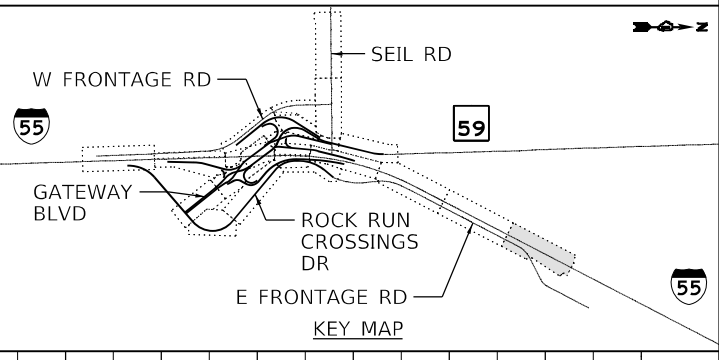 N
SEIL RD
W FRONTAGE RD
55
59
GATEWAY
BLVD
ROCK RUN
CROSSINGS
DR
E FRONTAGE RD
55
KEY MAP